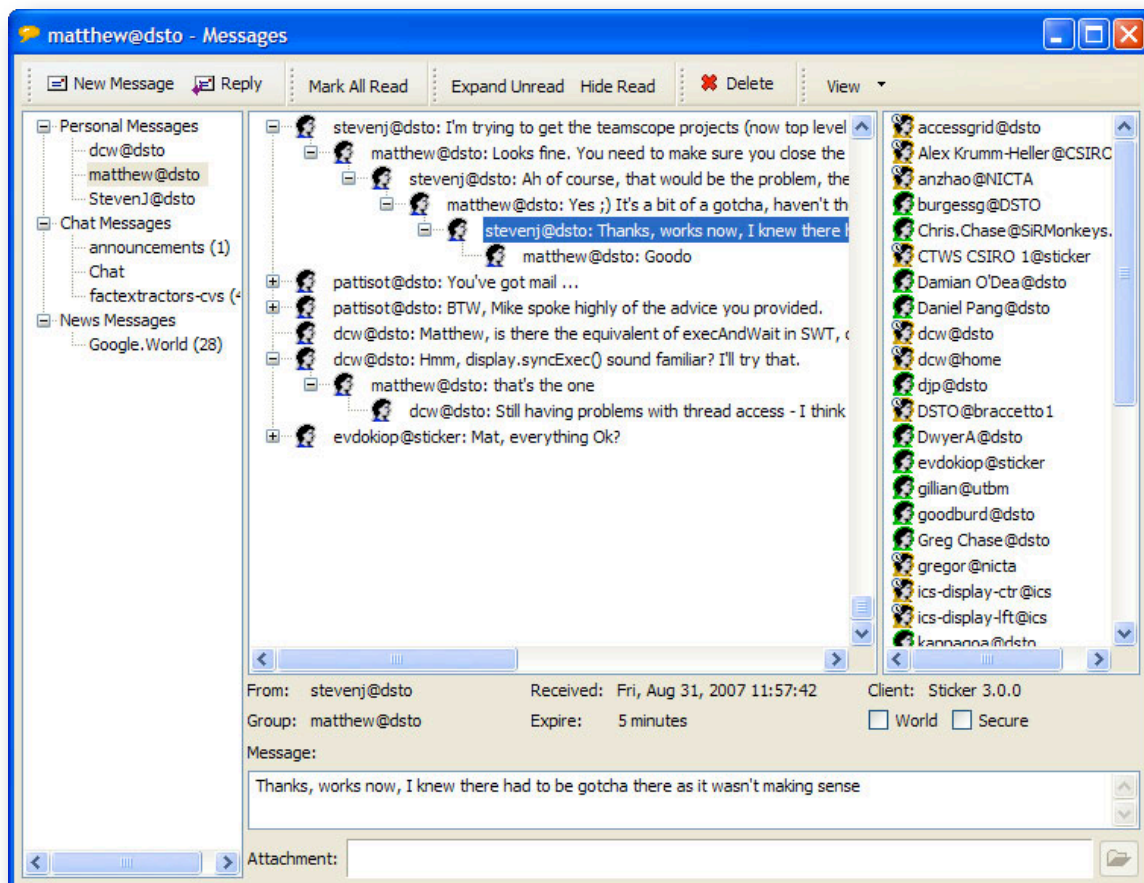 matthew@dsto - Messages
New Message Reply Mark All Read Expand Unread Hide Read Delete View
Personal Messages
dcw@dsto
matthew@dsto
StevenJ@dsto
Chat Messages
announcements (1)
Chat
factextractors-cvs (4
News Messages
Google.World (28)
stevenj@dsto: I'm trying to get the teamscope projects (now top level
matthew@dsto: Looks fine. You need to make sure you close the
stevenj@dsto: Ah of course, that would be the problem, the
matthew@dsto: Yes ;) It's a bit of a gotcha, haven't th
stevenj@dsto: Thanks, works now, I knew there h
matthew@dsto: Goodo
pattisot@dsto: You've got mail ...
pattisot@dsto: BTW, Mike spoke highly of the advice you provided.
dcw@dsto: Matthew, is there the equivalent of execAndWait in SWT, c
dcw@dsto: Hmm, display.syncExec() sound familiar? I'll try that.
matthew@dsto: that's the one
dcw@dsto: Still having problems with thread access - I think
evdokiop@sticker: Mat, everything Ok?
accessgrid@dsto
Alex Krumm-Heller@CSIRO
anzhao@NICTA
burgessg@DSTO
Chris.Chase@SiRMonkeys.
CTWS CSIRO 1@sticker
Damian O'Dea@dsto
Daniel Pang@dsto
dcw@dsto
dcw@home
djp@dsto
DSTO@braccetto1
DwyerA@dsto
evdokiop@sticker
gillian@utbm
goodburd@dsto
Greg Chase@dsto
gregor@nicta
ics-display-ctr@ics
ics-display-lft@ics
kappagoa@dsto
From: stevenj@dsto Received: Fri, Aug 31, 2007 11:57:42 Client: Sticker 3.0.0
Group: matthew@dsto Expire: 5 minutes World Secure
Message:
Thanks, works now, I knew there had to be gotcha there as it wasn't making sense
Attachment: